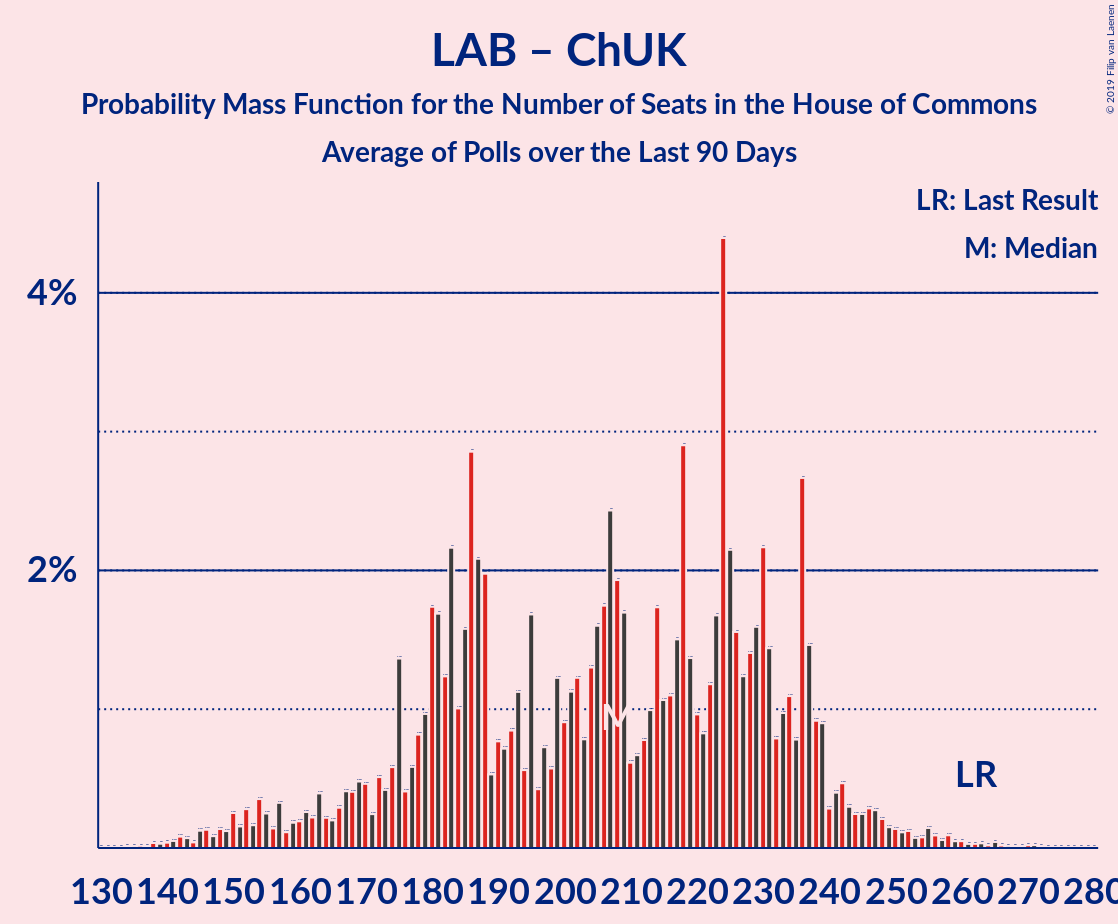 LAB – ChUK
Probability Mass Function for the Number of Seats in the House of Commons
Average of Polls over the Last 90 Days
© 2019 Filip van Laenen
LR: Last Result
M: Median
4%
2%
M
LR
130 140 150 160 170 180 190 200 210 220 230 240 250 260 270 280